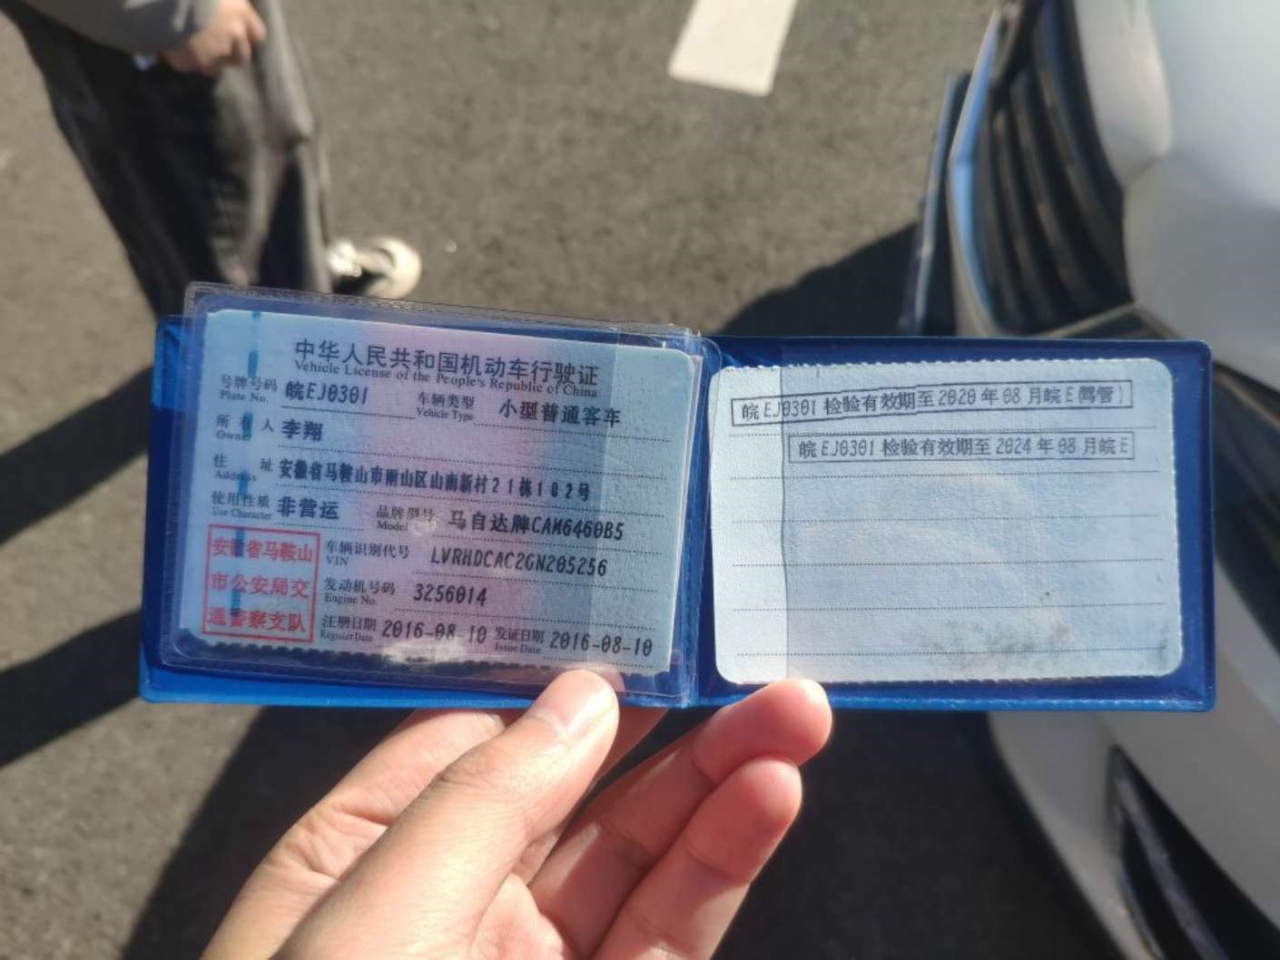 中华人民共和国机动车行驶证
Vehicle License of the People's Republic of China
号牌号码 皖EJ0301 车辆类型 小型普通客车
Plate No. Vehicle Type
所有人 李翔
Owner
住址 安徽省马鞍山市雨山区山南新村21栋102号
Address
使用性质 非营运 品牌型号 马自达牌CAM6460B5
Use Character Model
安徽省马鞍山
市公安局交
通警察支队
车辆识别代号 LVRHDCAC2GN205256
VIN
发动机号码 3256014
Engine No.
注册日期 2016-08-10 发证日期 2016-08-10
Register Date Issue Date
皖EJ0301检验有效期至2020年08月皖E(驾管)
皖EJ0301检验有效期至2024年08月皖E